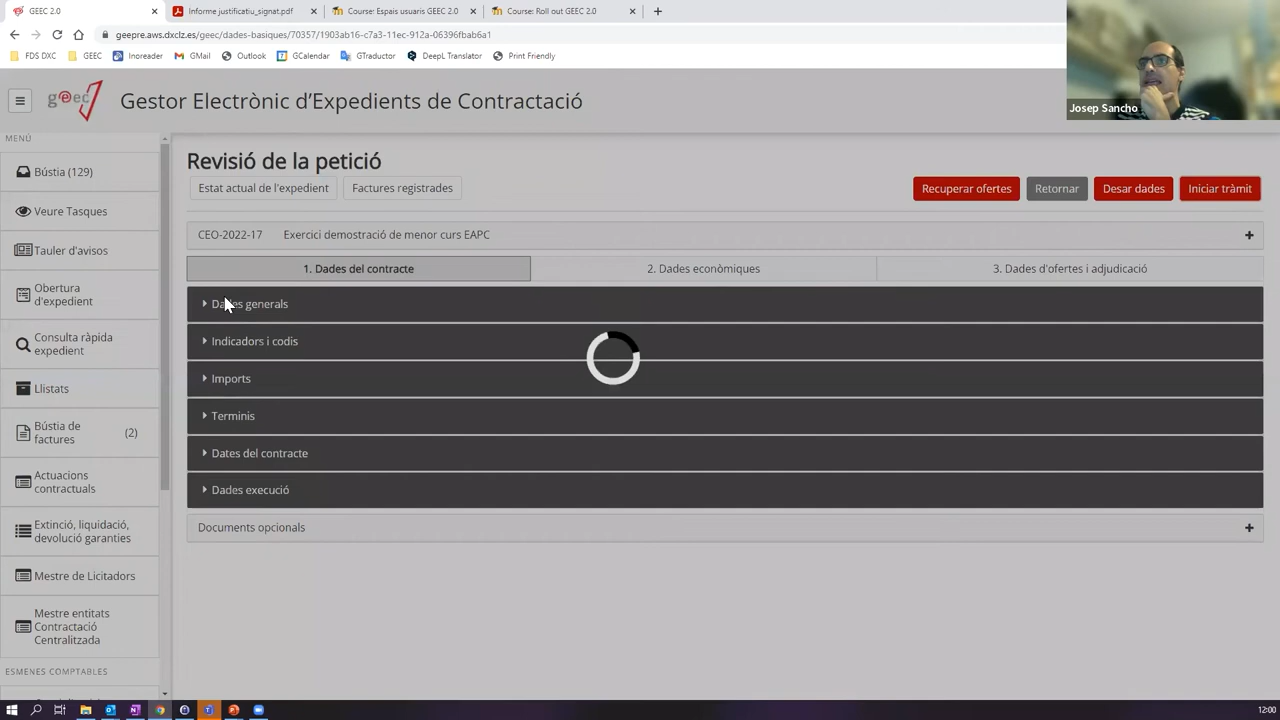 GEEC 2.0
Informe justificatiu_signat.pdf
Course: Espais usuaris GEEC 2.0
Course: Roll out GEEC 2.0
geepre.aws.dxclz.es/geec/dades-basiques/70357/1903ab16-c7a3-11ec-912a-06396fbab6a1
FDS DXC
GEEC
Inoreader
GMail
Outlook
GCalendar
GTraductor
DeepL Translator
Print Friendly
Josep Sancho
geec
Gestor Electrònic d'Expedients de Contractació
MENÚ
Bústia (129)
Veure Tasques
Tauler d'avisos
Obertura
d'expedient
Consulta ràpida
expedient
Llistats
Bústia de
factures
(2)
Actuacions
contractuals
Extinció, liquidació,
devolució garanties
Mestre de Licitadors
Mestre entitats
Contractació
Centralitzada
ESMENES COMPTABLES
Revisió de la petició
Estat actual de l'expedient
Factures registrades
Recuperar ofertes
Retornar
Desar dades
Iniciar tràmit
CEO-2022-17 Exercici demostració de menor curs EAPC
1. Dades del contracte
2. Dades econòmiques
3. Dades d'ofertes i adjudicació
Dades generals
Indicadors i codis
Imports
Terminis
Dates del contracte
Dades execució
Documents opcionals
12:00